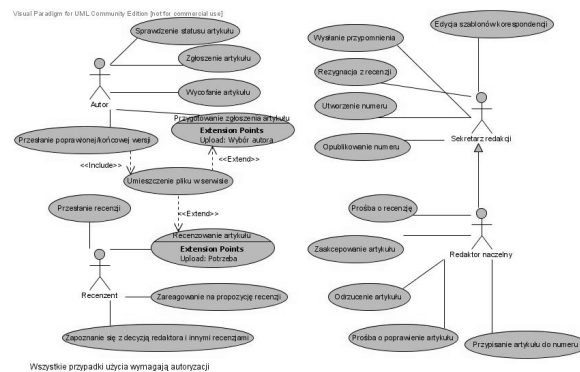 Visual Paradigm for UML Community Edition [not for commercial use]
Sprawdzenie statusu artykułu
Zgłoszenie artykułu
Wycofanie artykułu
Autor
Przygotowanie zgłoszenia artykułu
Extension Points
Upload: Wybór autora
Przesłanie poprawionej/końcowej wersji
<<Include>>
<<Extend>>
Umieszczenie pliku w serwisie
<<Extend>>
Przesłanie recenzji
Recenzowanie artykułu
Extension Points
Upload: Potrzeba
Recenzent
Zareagowanie na propozycję recenzji
Zapoznanie się z decyzją redaktora i innymi recenzjami
Wszystkie przypadki użycia wymagają autoryzacji
Edycja szablonów korespondencji
Wysłanie przypomnienia
Rezygnacja z recenzji
Utworzenie numeru
Sekretarz redakcji
Opublikowanie numeru
Prośba o recenzję
Zaakcepowanie artykułu
Redaktor naczelny
Odrzucenie artykułu
Prośba o poprawienie artykułu
Przypisanie artykułu do numeru